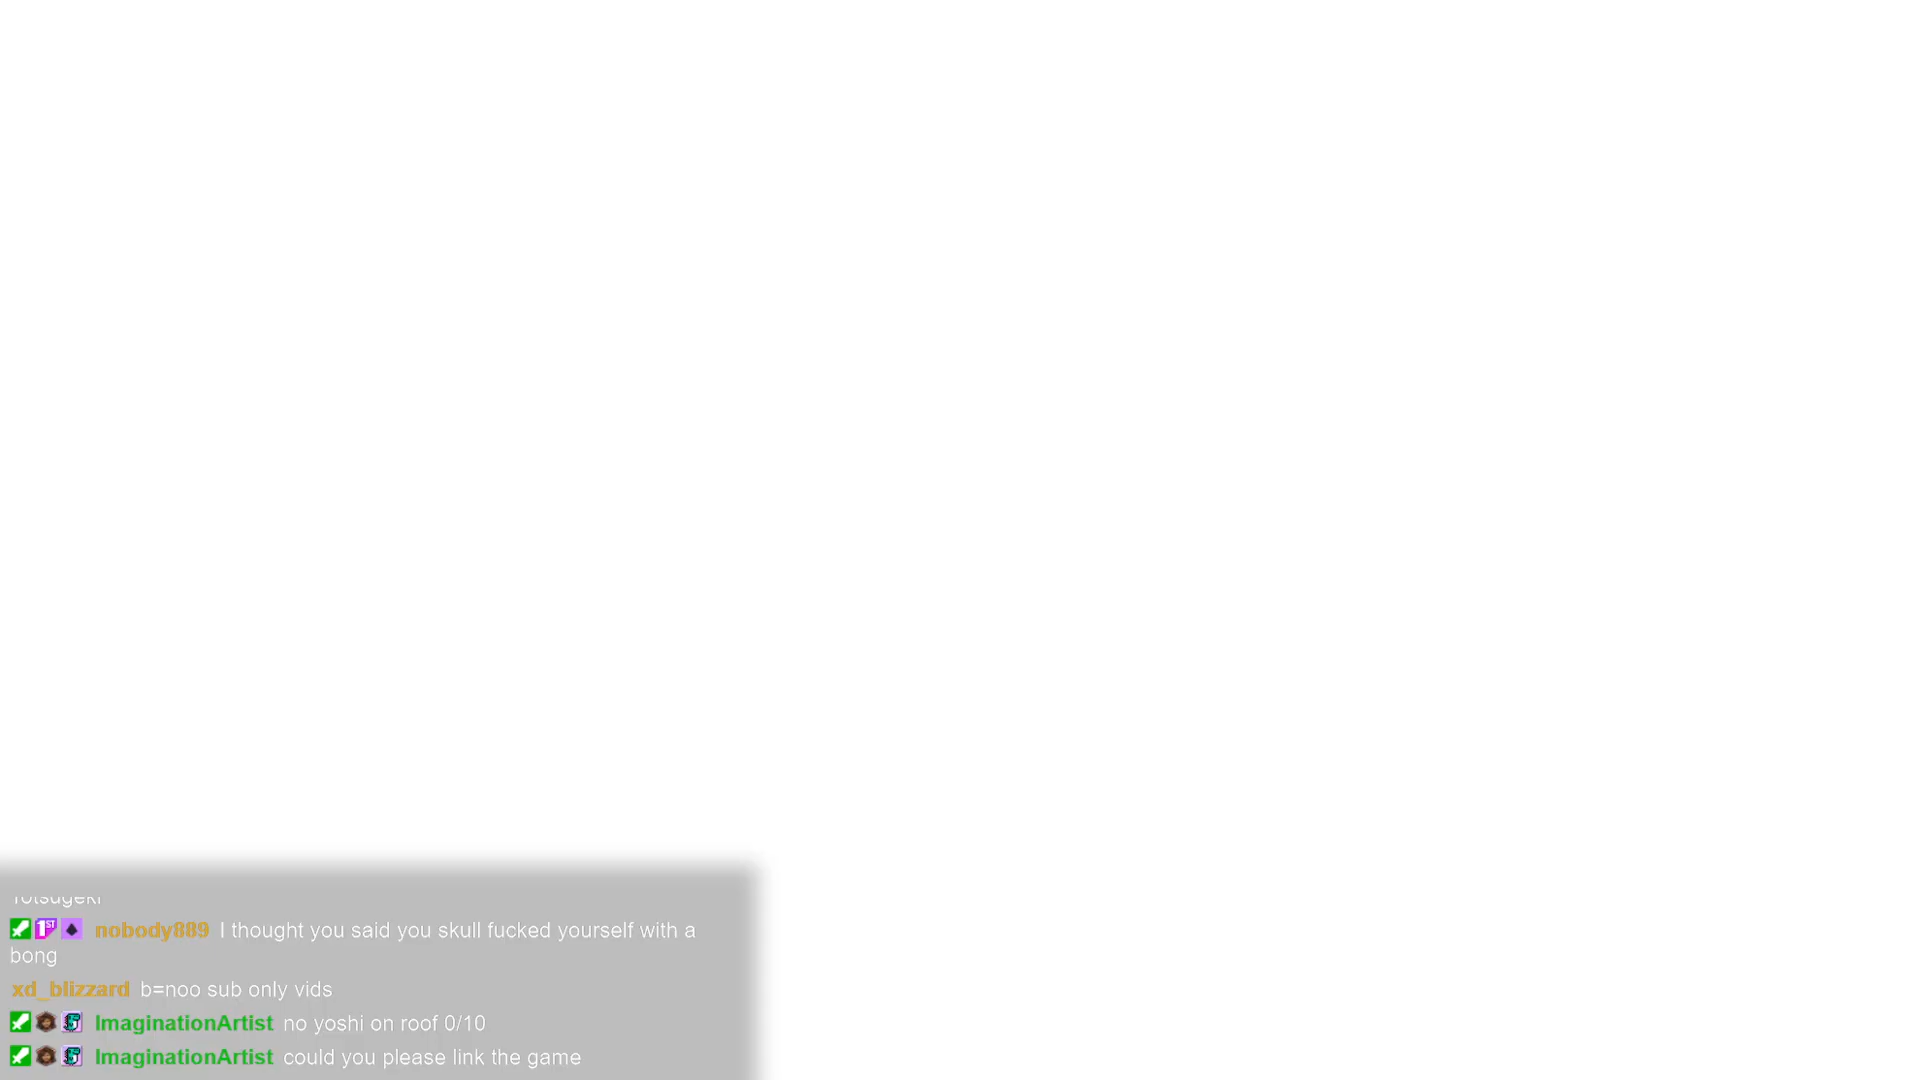 Totsugeki
nobody889 I thought you said you skull fucked yourself with a
bong
xd_blizzard b=noo sub only vids
ImaginationArtist no yoshi on roof 0/10
ImaginationArtist could you please link the game